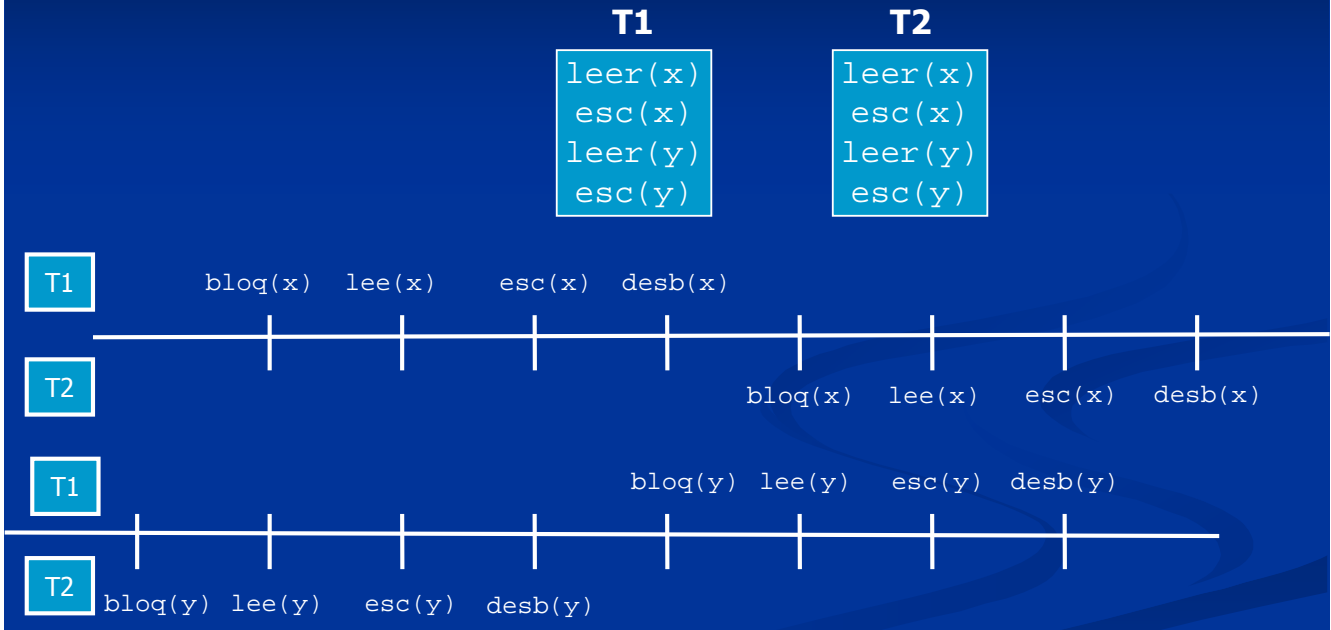 T1 T2
leer(x) leer(x)
esc(x) esc(x)
leer(y) leer(y)
esc(y) esc(y)
T1 bloq(x) lee(x) esc(x) desb(x)
T2 bloq(x) lee(x) esc(x) desb(x)
T1 bloq(y) lee(y) esc(y) desb(y)
T2 bloq(y) lee(y) esc(y) desb(y)